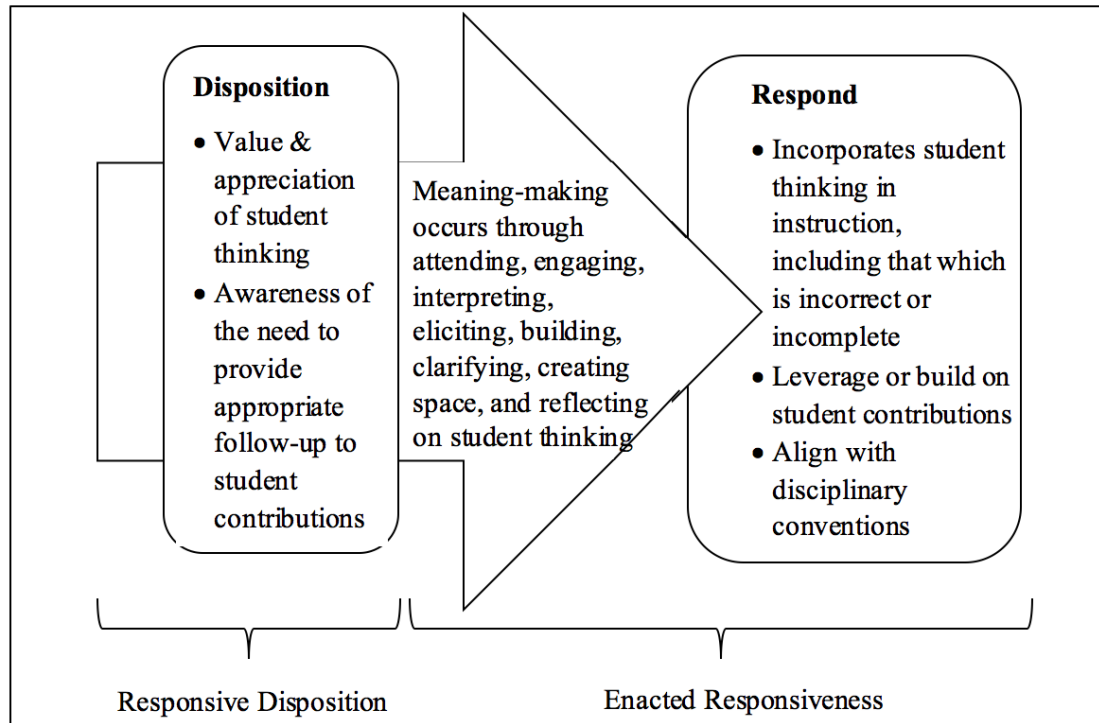 Disposition
• Value &
appreciation
of student
thinking
• Awareness of
the need to
provide
appropriate
follow-up to
student
contributions
Meaning-making
occurs through
attending, engaging,
interpreting,
eliciting, building,
clarifying, creating
space, and reflecting
on student thinking
Respond
• Incorporates student
thinking in
instruction,
including that which
is incorrect or
incomplete
• Leverage or build on
student contributions
• Align with
disciplinary
conventions
Responsive Disposition
Enacted Responsiveness